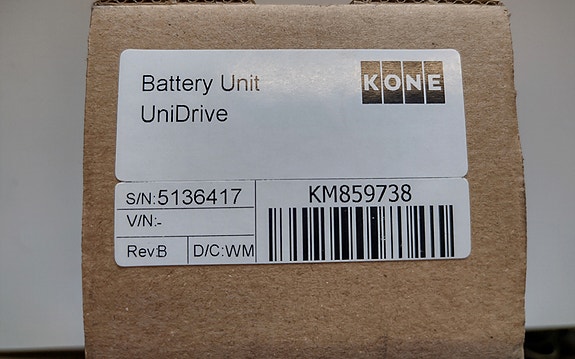 Battery Unit
UniDrive
KONE
S/N:5136417
V/N:-
Rev:B
D/C:WM
KM859738